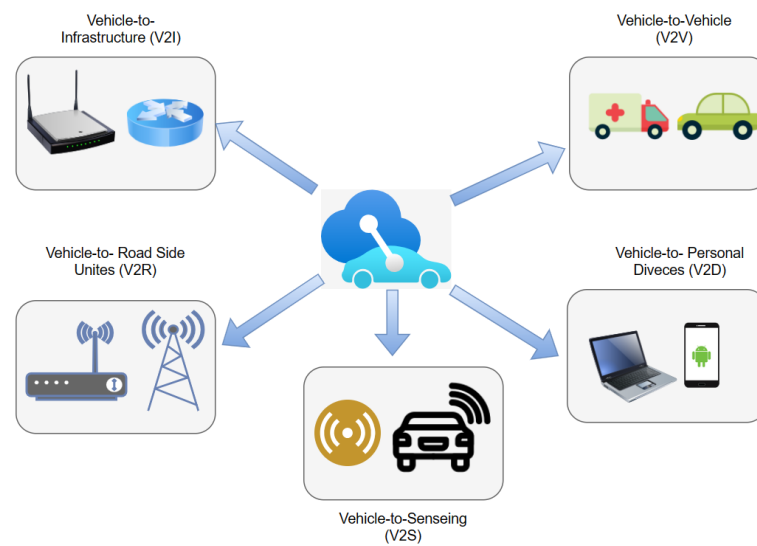 Vehicle-to-
Infrastructure (V2I)
Vehicle-to-Vehicle
(V2V)
Vehicle-to- Road Side
Unites (V2R)
Vehicle-to- Personal
Diveces (V2D)
Vehicle-to-Senseing
(V2S)